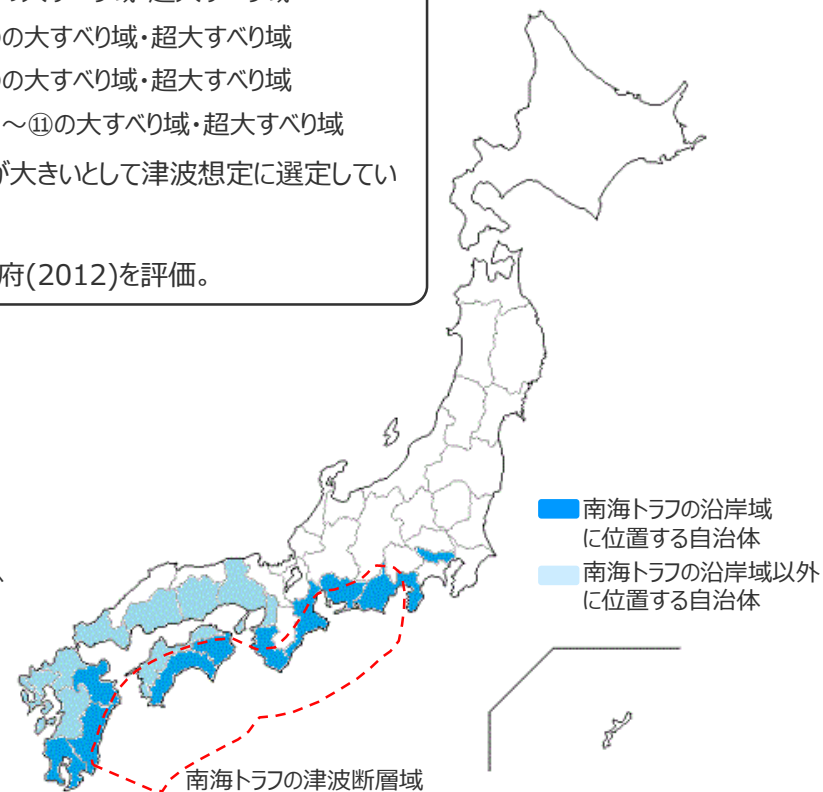 の大すべり域・超大すべり域
の大すべり域・超大すべり域
～⑪の大すべり域・超大すべり域
が大きいとして津波想定に選定してい
府(2012)を評価。
南海トラフの沿岸域
に位置する自治体
南海トラフの沿岸域以外
に位置する自治体
南海トラフの津波断層域